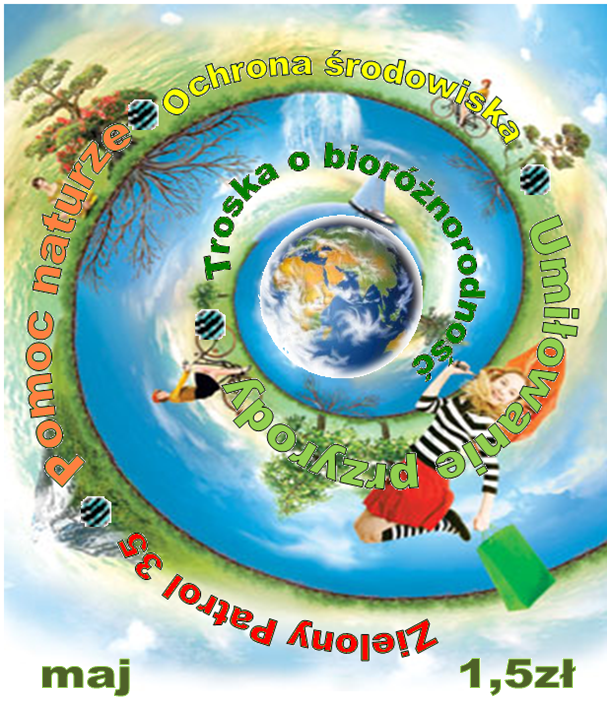 Ochrona środowiska
Pomoc naturze
Troska o bioróżnorodność
Umiłowanie przyrody
Zielony Patrol 35
maj
1,5zł